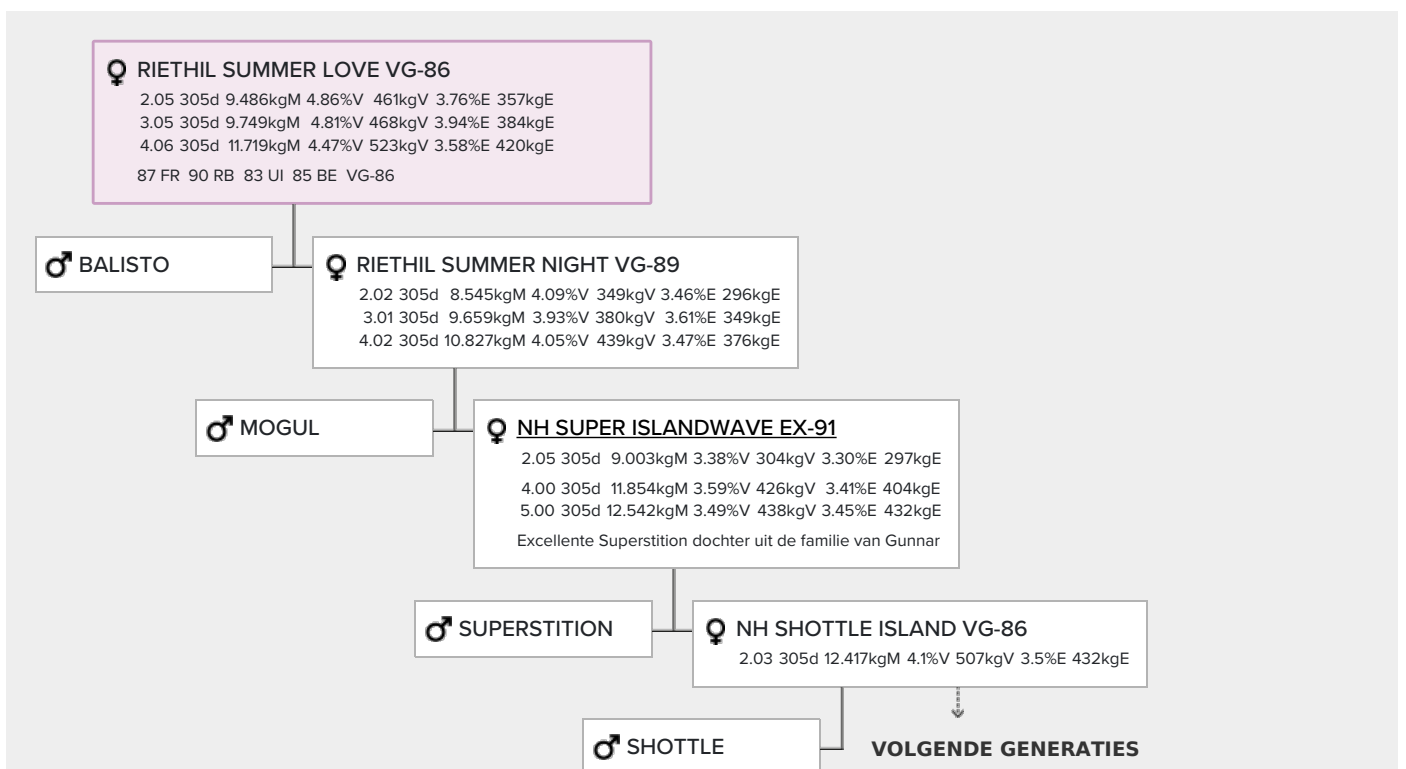 RIETHIL SUMMER LOVE VG-86
2.05 305d 9.486kgM 4.86%V 461kgV 3.76%E 357kgE
3.05 305d 9.749kgM 4.81%V 468kgV 3.94%E 384kgE
4.06 305d 11.719kgM 4.47%V 523kgV 3.58%E 420kgE
87 FR 90 RB 83 UI 85 BE VG-86
BALISTO
RIETHIL SUMMER NIGHT VG-89
2.02 305d 8.545kgM 4.09%V 349kgV 3.46%E 296kgE
3.01 305d 9.659kgM 3.93%V 380kgV 3.61%E 349kgE
4.02 305d 10.827kgM 4.05%V 439kgV 3.47%E 376kgE
MOGUL
NH SUPER ISLANDWAVE EX-91
2.05 305d 9.003kgM 3.38%V 304kgV 3.30%E 297kgE
4.00 305d 11.854kgM 3.59%V 426kgV 3.41%E 404kgE
5.00 305d 12.542kgM 3.49%V 438kgV 3.45%E 432kgE
Excellente Superstition dochter uit de familie van Gunnar
SUPERSTITION
NH SHOTTLE ISLAND VG-86
2.03 305d 12.417kgM 4.1%V 507kgV 3.5%E 432kgE
SHOTTLE
VOLGENDE GENERATIES